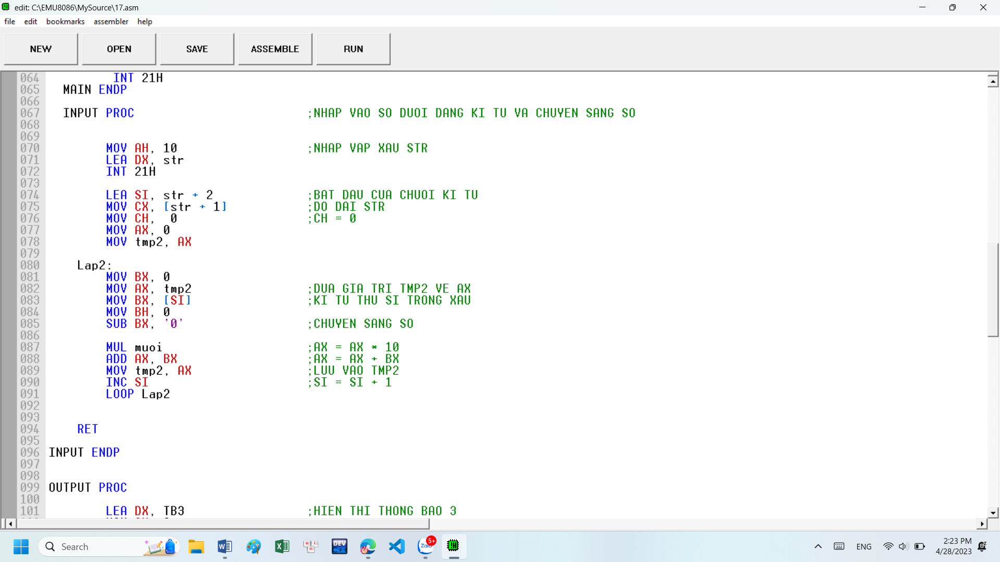 edit: C:\EMU8086\MySource\17.asm
file edit bookmarks assembler help
NEW OPEN SAVE ASSEMBLE RUN
064 INT 21H
065 MAIN ENDP
066
067 INPUT PROC ;NHAP VAO SO DUOI DANG KI TU VA CHUYEN SANG SO
068
069
070 MOV AH, 10 ;NHAP VAP XAU STR
071 LEA DX, str
072 INT 21H
073
074 LEA SI, str + 2 ;BAT DAU CUA CHUOI KI TU
075 MOV CX, [str + 1] ;DO DAI STR
076 MOV CH, 0 ;CH = 0
077 MOV AX, 0
078 MOV tmp2, AX
079
080 Lap2:
081 MOV BX, 0
082 MOV AX, tmp2 ;DUA GIA TRI TMP2 VE AX
083 MOV BX, [SI] ;KI TU THU SI TRONG XAU
084 MOV BH, 0
085 SUB BX, '0' ;CHUYEN SANG SO
086
087 MUL muoi ;AX = AX * 10
088 ADD AX, BX ;AX = AX + BX
089 MOV tmp2, AX ;LUU VAO TMP2
090 INC SI ;SI = SI + 1
091 LOOP Lap2
092
093
094 RET
095
096 INPUT ENDP
097
098
099 OUTPUT PROC
100
101 LEA DX, TB3 ;HIEN THI THONG BAO 3
Search
DEV
C++
Zalo
5+
ENG
2:23 PM
4/28/2023